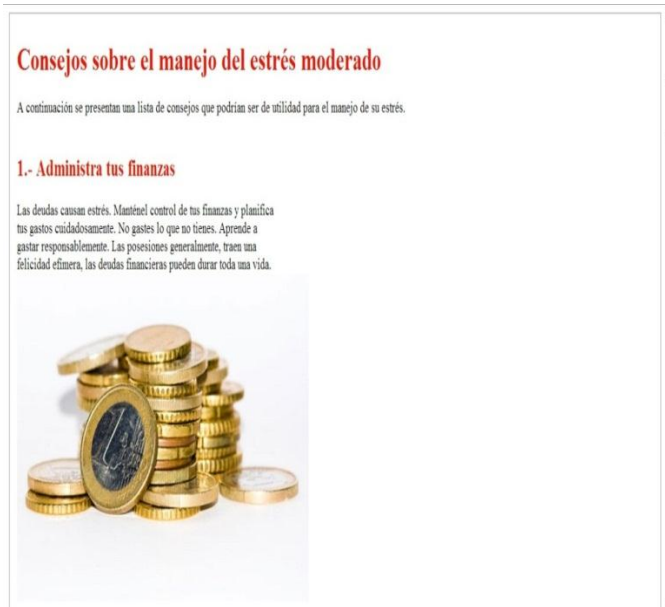 Consejos sobre el manejo del estrés moderado
A continuación se presentan una lista de consejos que podrían ser de utilidad para el manejo de su estrés.
1.- Administra tus finanzas
Las deudas causan estrés. Manténel control de tus finanzas y planifica
tus gastos cuidadosamente. No gastes lo que no tienes. Aprende a
gastar responsablemente. Las posesiones generalmente, traen una
felicidad efímera, las deudas financieras pueden durar toda una vida.
1